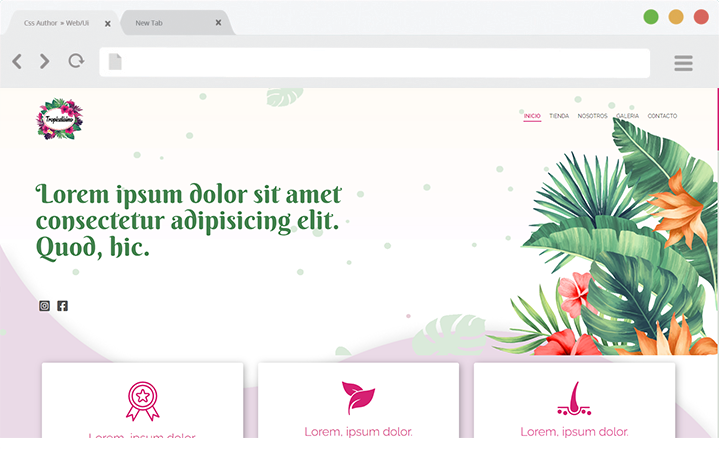 Css Author » Web/Ui
New Tab
Tropicalísimo
INICIO TIENDA NOSOTROS GALERIA CONTACTO
Lorem ipsum dolor sit amet
consectetur adipisicing elit.
Quod, hic.
Lorem, ipsum dolor.
Lorem, ipsum dolor.
Lorem, ipsum dolor.